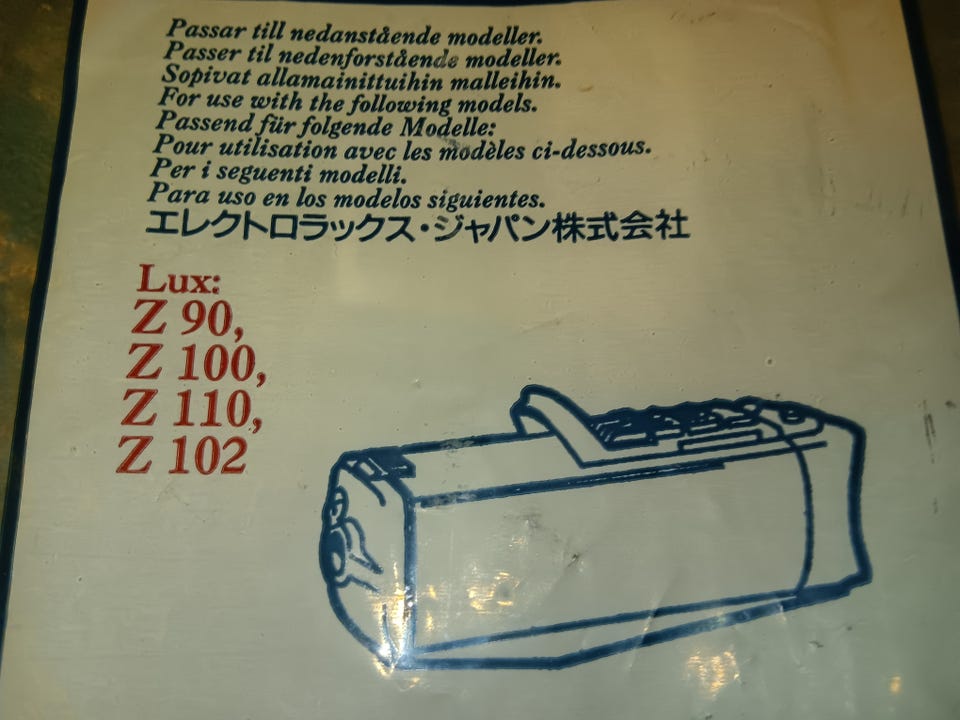 Passar till nedanstående modeller.
Passer til nedenforstående modeller.
Sopivat allamainittuihin malleihin.
For use with the following models.
Passend für folgende Modelle:
Pour utilisation avec les modèles ci-dessous.
Per i seguenti modelli.
Para uso en los modelos siguientes.
エレクトロラックス・ジャパン株式会社
Lux:
Z 90,
Z 100,
Z 110,
Z 102